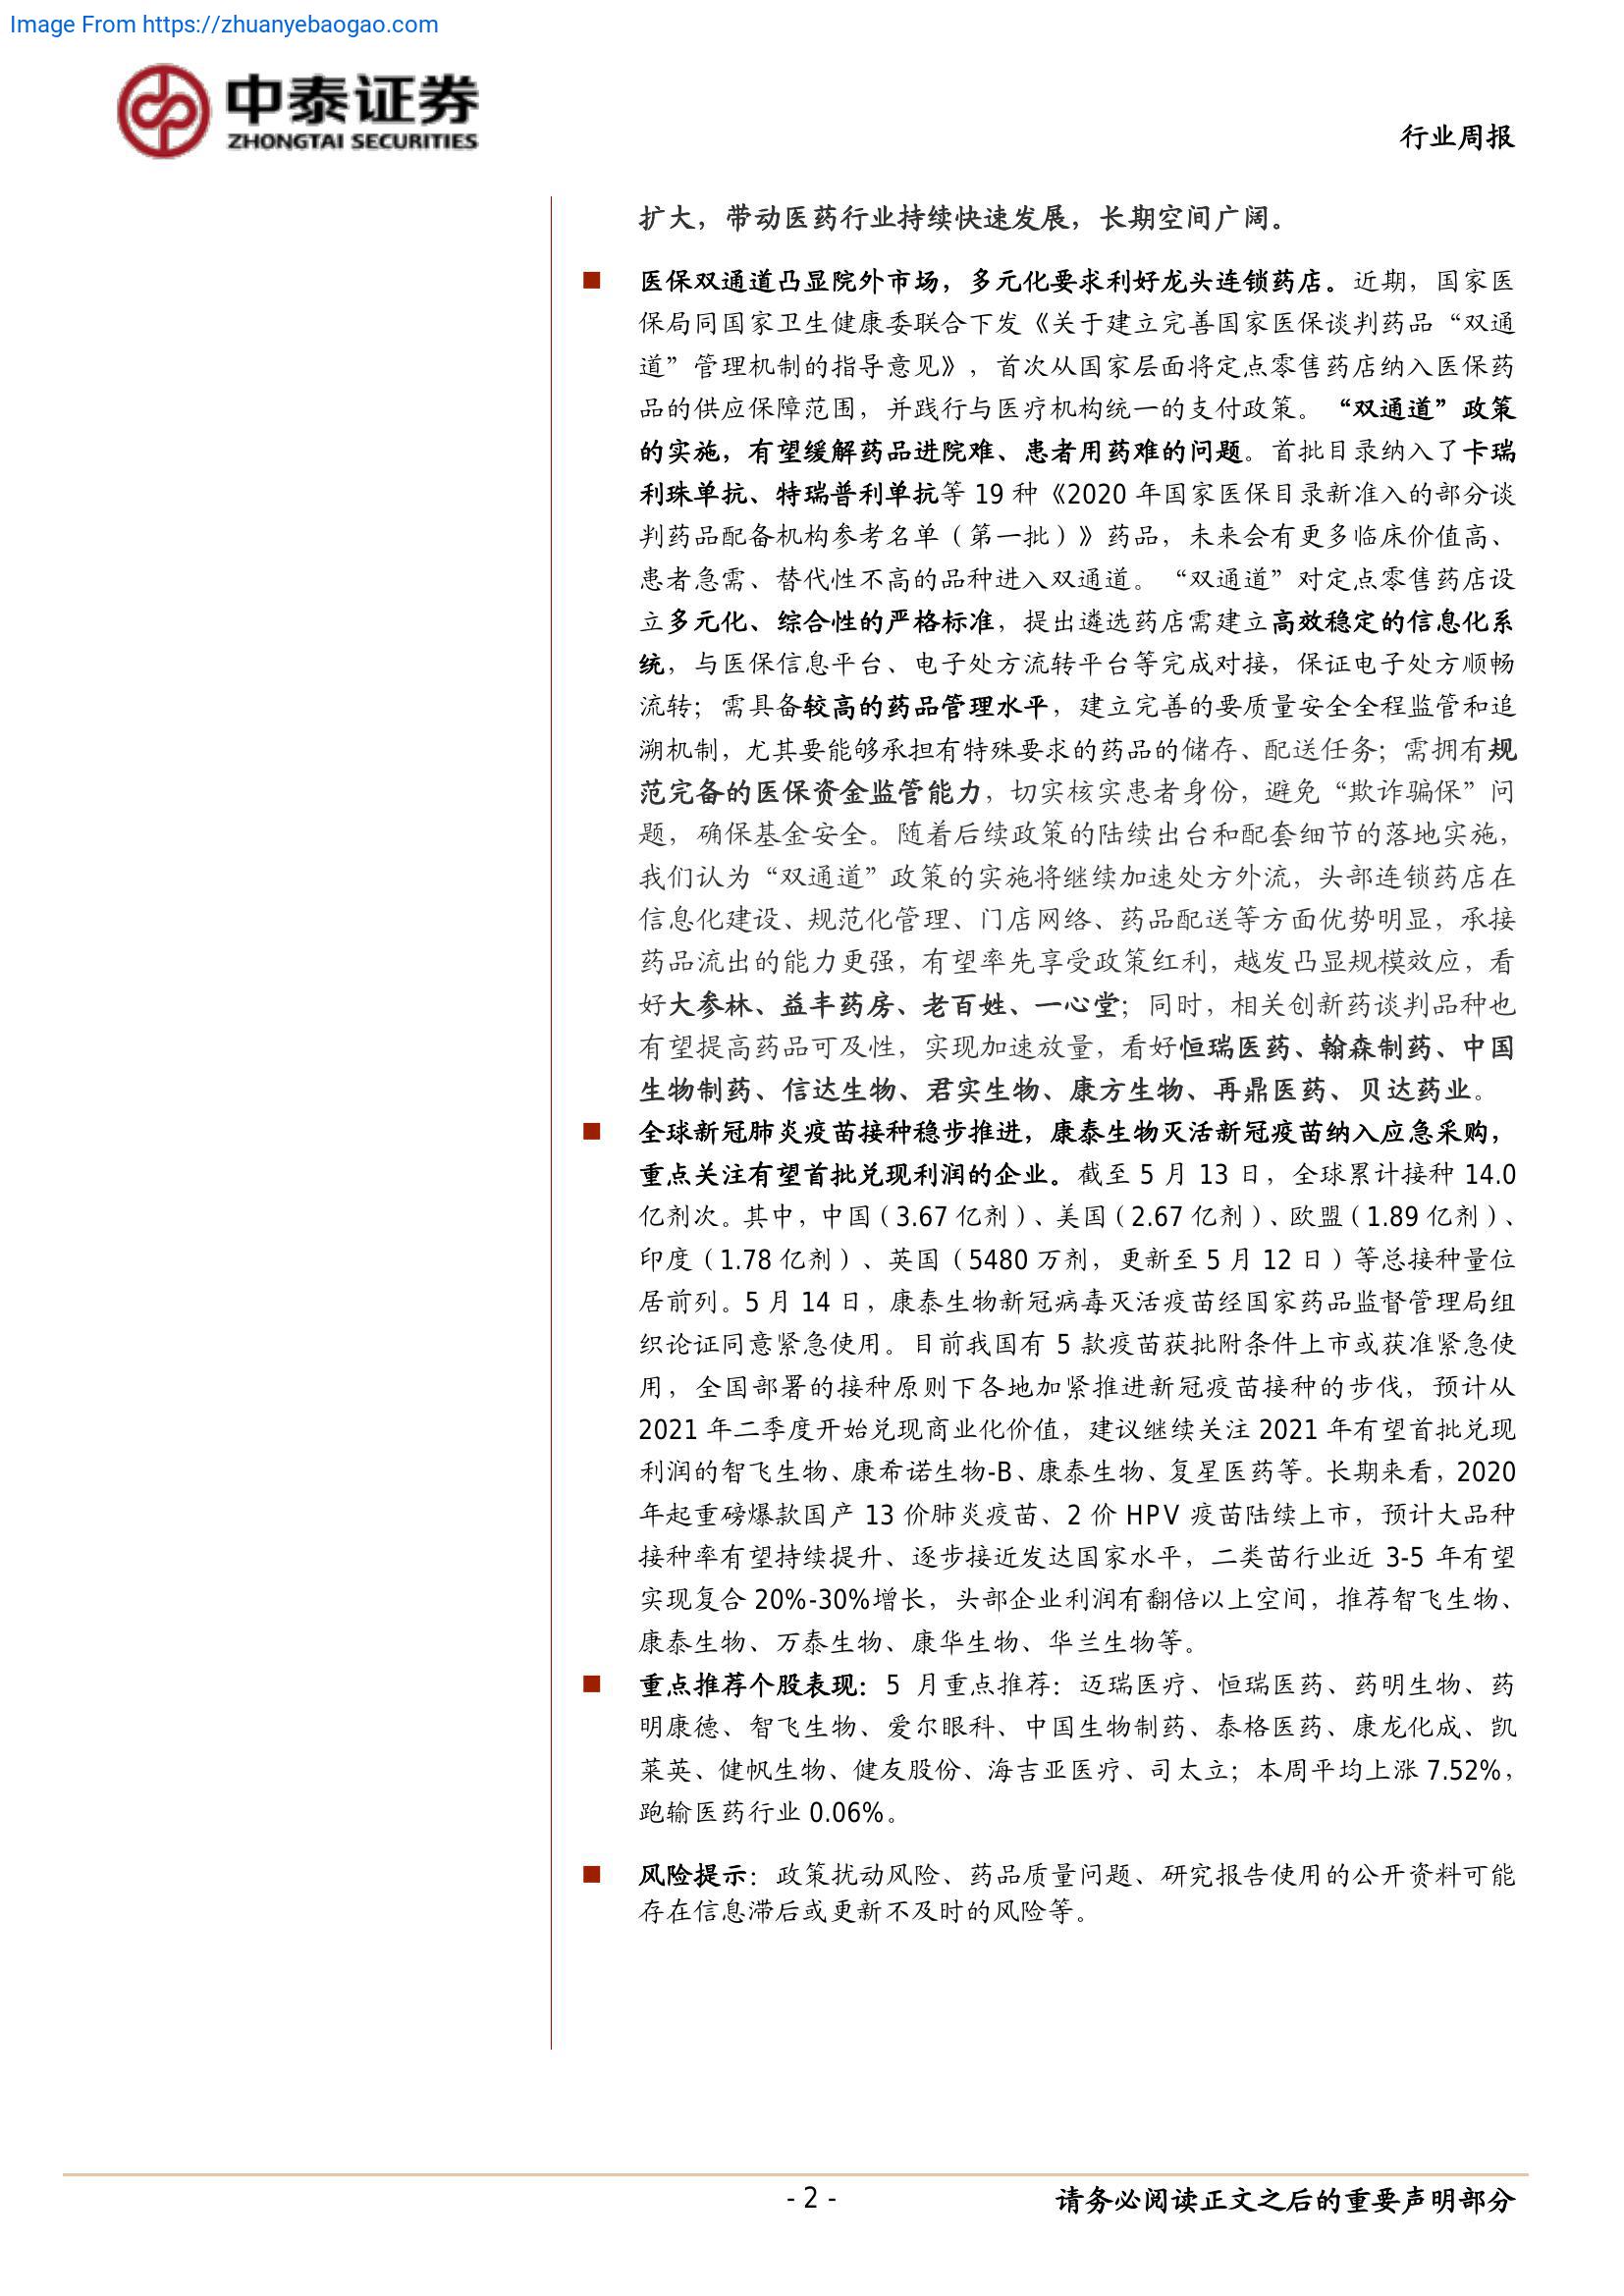 Image From https://zhuanyebaogao.com
中泰证券
ZHONGTAI SECURITIES
行业周报
扩大，带动医药行业持续快速发展，长期空间广阔。
医保双通道凸显院外市场，多元化要求利好龙头连锁药店。近期，国家医
保局同国家卫生健康委联合下发《关于建立完善国家医保谈判药品“双通
道”管理机制的指导意见》，首次从国家层面将定点零售药店纳入医保药
品的供应保障范围，并践行与医疗机构统一的支付政策。“双通道”政策
的实施，有望缓解药品进院难、患者用药难的问题。首批目录纳入了卡瑞
利珠单抗、特瑞普利单抗等 19 种《2020 年国家医保目录新准入的部分谈
判药品配备机构参考名单（第一批）》药品，未来会有更多临床价值高、
患者急需、替代性不高的品种进入双通道。“双通道”对定点零售药店设
立多元化、综合性的严格标准，提出遴选药店需建立高效稳定的信息化系
统，与医保信息平台、电子处方流转平台等完成对接，保证电子处方顺畅
流转；需具备较高的药品管理水平，建立完善的要质量安全全程监管和追
溯机制，尤其要能够承担有特殊要求的药品的储存、配送任务；需拥有规
范完备的医保资金监管能力，切实核实患者身份，避免“欺诈骗保”问
题，确保基金安全。随着后续政策的陆续出台和配套细节的落地实施，
我们认为“双通道”政策的实施将继续加速处方外流，头部连锁药店在
信息化建设、规范化管理、门店网络、药品配送等方面优势明显，承接
药品流出的能力更强，有望率先享受政策红利，越发凸显规模效应，看
好大参林、益丰药房、老百姓、一心堂；同时，相关创新药谈判品种也
有望提高药品可及性，实现加速放量，看好恒瑞医药、翰森制药、中国
生物制药、信达生物、君实生物、康方生物、再鼎医药、贝达药业。
全球新冠肺炎疫苗接种稳步推进，康泰生物灭活新冠疫苗纳入应急采购，
重点关注有望首批兑现利润的企业。截至 5 月 13 日，全球累计接种 14.0
亿剂次。其中，中国（3.67 亿剂）、美国（2.67 亿剂）、欧盟（1.89 亿剂）、
印度（1.78 亿剂）、英国（5480 万剂，更新至 5 月 12 日）等总接种量位
居前列。5 月 14 日，康泰生物新冠病毒灭活疫苗经国家药品监督管理局组
织论证同意紧急使用。目前我国有 5 款疫苗获批附条件上市或获准紧急使
用，全国部署的接种原则下各地加紧推进新冠疫苗接种的步伐，预计从
2021 年二季度开始兑现商业化价值，建议继续关注 2021 年有望首批兑现
利润的智飞生物、康希诺生物-B、康泰生物、复星医药等。长期来看，2020
年起重磅爆款国产 13 价肺炎疫苗、2 价 HPV 疫苗陆续上市，预计大品种
接种率有望持续提升、逐步接近发达国家水平，二类苗行业近 3-5 年有望
实现复合 20%-30%增长，头部企业利润有翻倍以上空间，推荐智飞生物、
康泰生物、万泰生物、康华生物、华兰生物等。
重点推荐个股表现：5 月重点推荐：迈瑞医疗、恒瑞医药、药明生物、药
明康德、智飞生物、爱尔眼科、中国生物制药、泰格医药、康龙化成、凯
莱英、健帆生物、健友股份、海吉亚医疗、司太立；本周平均上涨 7.52%，
跑输医药行业 0.06%。
风险提示：政策扰动风险、药品质量问题、研究报告使用的公开资料可能
存在信息滞后或更新不及时的风险等。
- 2 -
请务必阅读正文之后的重要声明部分